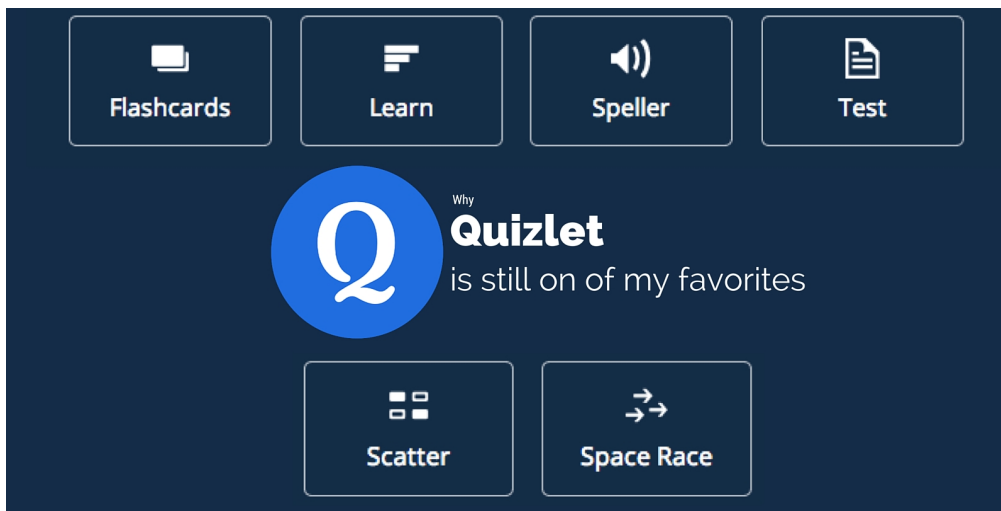 Flashcards Learn Speller Test
Why
Q Quizlet
is still on of my favorites
Scatter Space Race